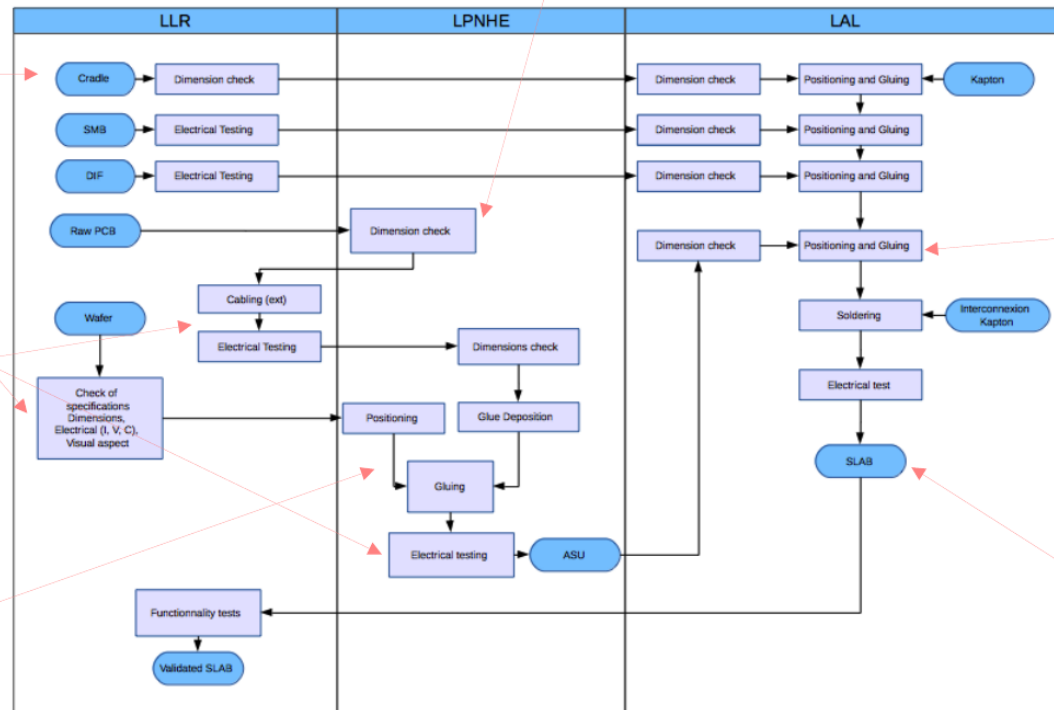 LLR
LPNHE
LAL
Cradle
Dimension check
Dimension check
Positioning and Gluing
Kapton
SMB
Electrical Testing
Dimension check
Positioning and Gluing
DIF
Electrical Testing
Dimension check
Positioning and Gluing
Raw PCB
Dimension check
Dimension check
Positioning and Gluing
Cabling (ext)
Wafer
Electrical Testing
Dimensions check
Soldering
Interconnexion
Kapton
Check of
specifications
Dimensions,
Electrical (I, V, C),
Visual aspect
Positioning
Glue Deposition
Electrical test
Gluing
SLAB
Electrical testing
ASU
Functionnality tests
Validated SLAB